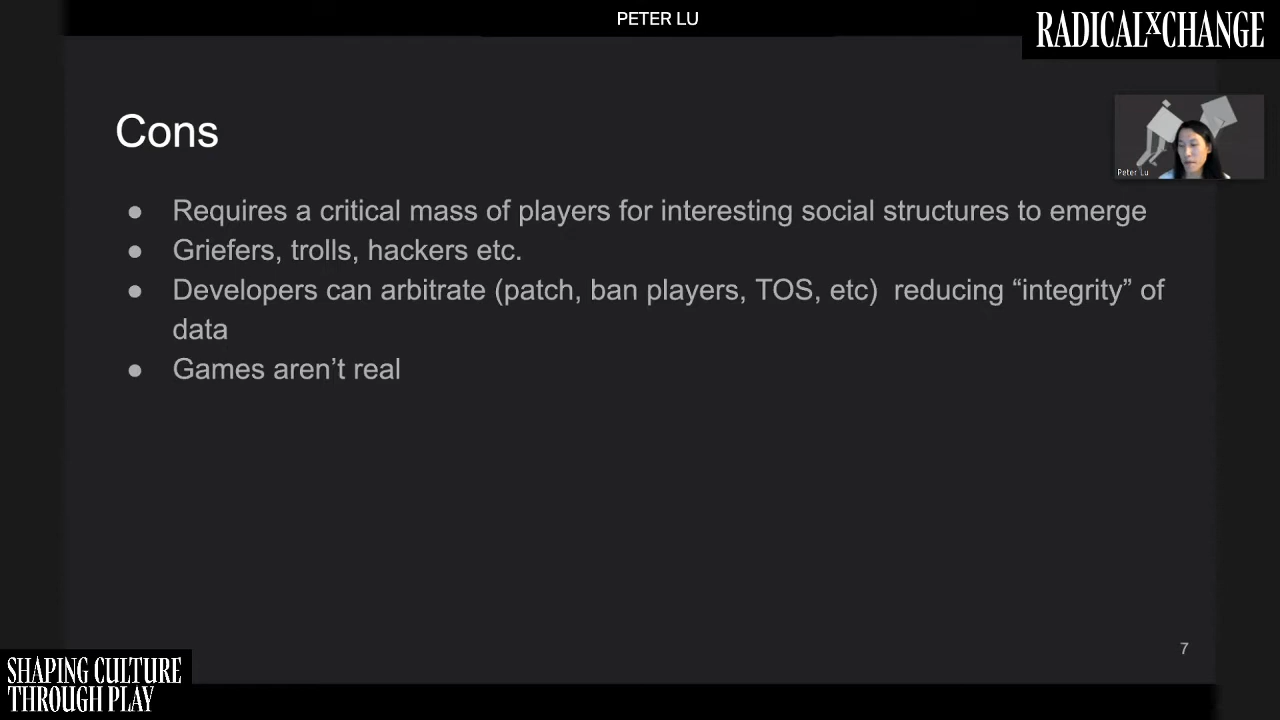 PETER LU
RADICALxCHANGE
Peter Lu
Cons
● Requires a critical mass of players for interesting social structures to emerge
● Griefers, trolls, hackers etc.
● Developers can arbitrate (patch, ban players, TOS, etc)  reducing “integrity” of
data
● Games aren’t real
7
SHAPING CULTURE
THROUGH PLAY